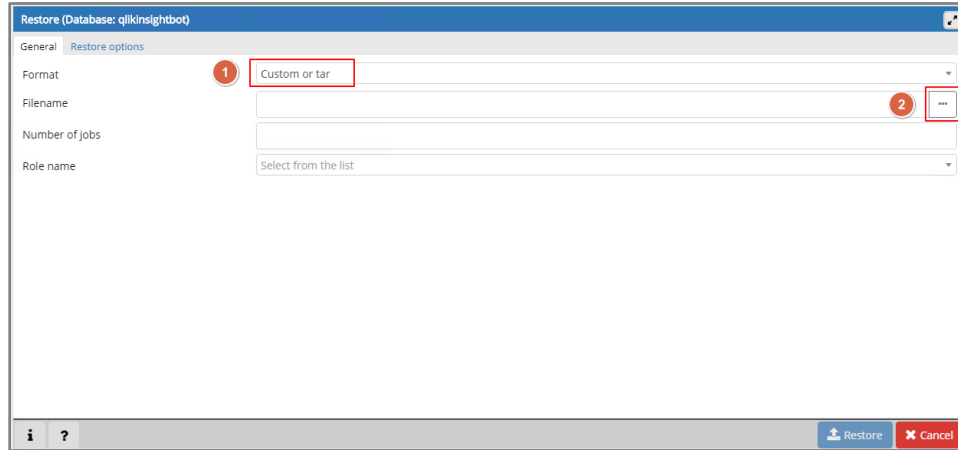 Restore (Database: qlikinsightbot)
General Restore options
Format 1 Custom or tar
Filename 2 ...
Number of jobs
Role name Select from the list
i ? Restore Cancel